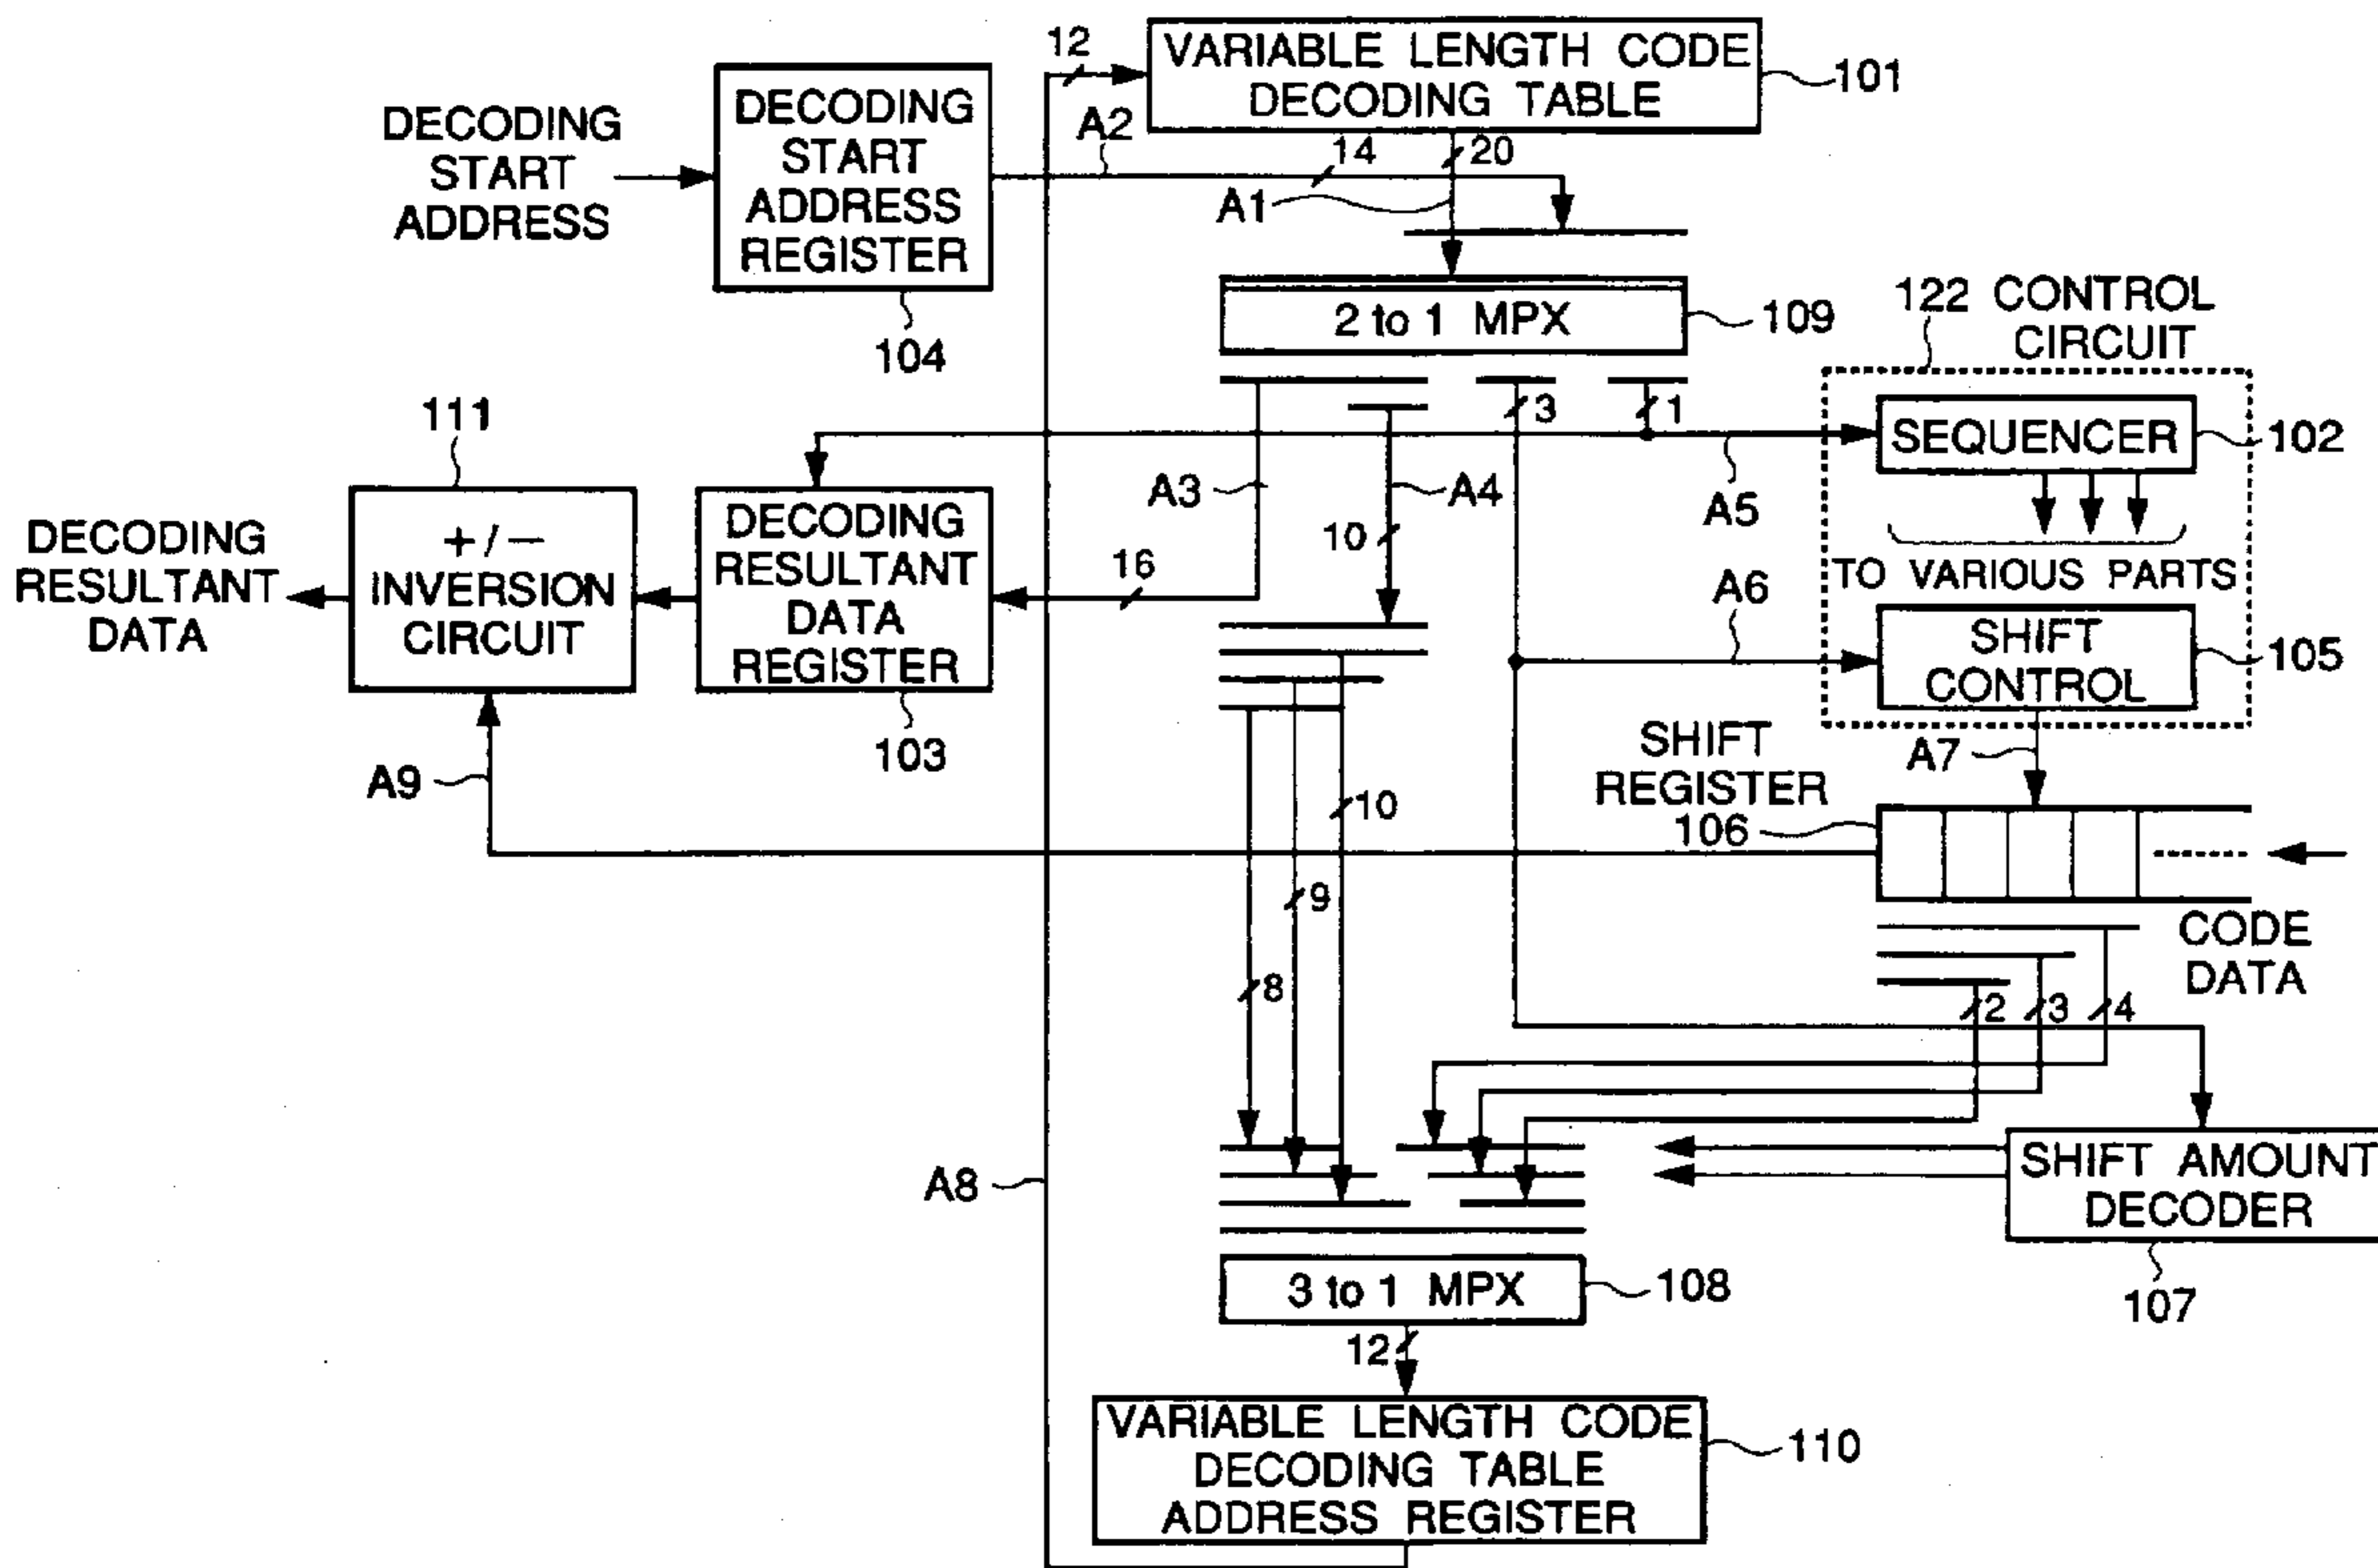 12
VARIABLE LENGTH CODE
DECODING TABLE
101
DECODING
START
ADDRESS
DECODING
START
ADDRESS
REGISTER
104
A2
14
20
A1
2 to 1 MPX
109
122 CONTROL
CIRCUIT
3
1
SEQUENCER
102
TO VARIOUS PARTS
A5
A6
SHIFT
CONTROL
105
A7
111
+/−
INVERSION
CIRCUIT
DECODING
RESULTANT
DATA
DECODING
RESULTANT
DATA
REGISTER
103
A3
A4
10
16
A9
SHIFT
REGISTER
106
CODE
DATA
10
9
8
2
3
4
A8
SHIFT AMOUNT
DECODER
107
3 to 1 MPX
108
12
VARIABLE LENGTH CODE
DECODING TABLE
ADDRESS REGISTER
110